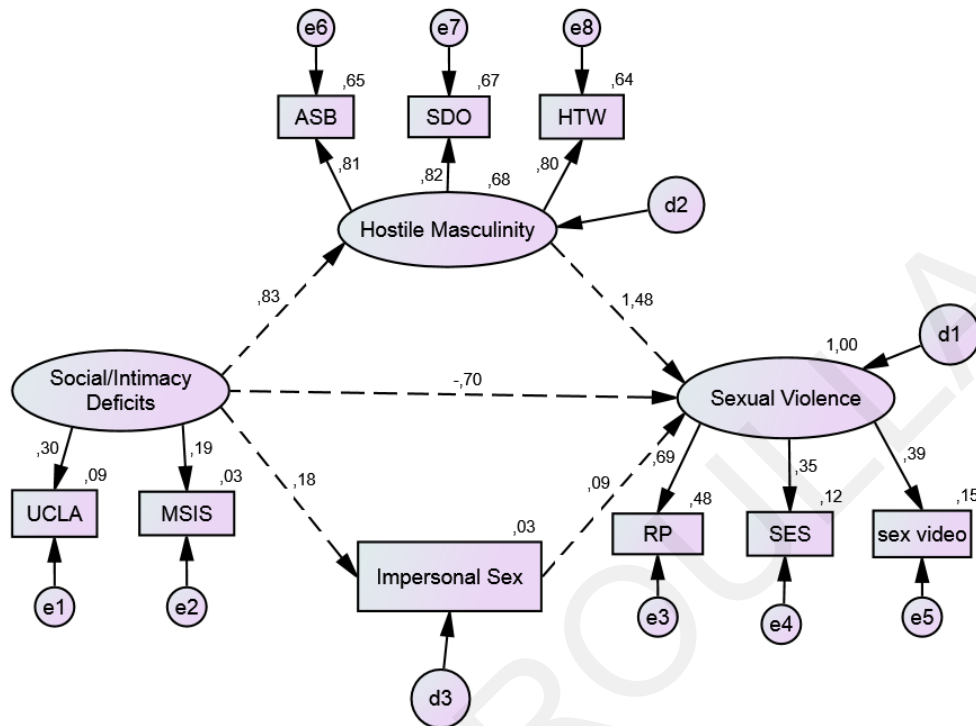 e6
e7
e8
,65
,67
,64
ASB
SDO
HTW
,81
,82
,68
,80
Hostile Masculinity
d2
,83
1,48
Social/Intimacy
Deficits
-,70
1,00
d1
Sexual Violence
,30
,19
,18
,09
,69
,35
,39
,09
,03
UCLA
MSIS
,03
Impersonal Sex
,48
,12
,15
RP
SES
sex video
e1
e2
e3
e4
e5
d3
ROULLA